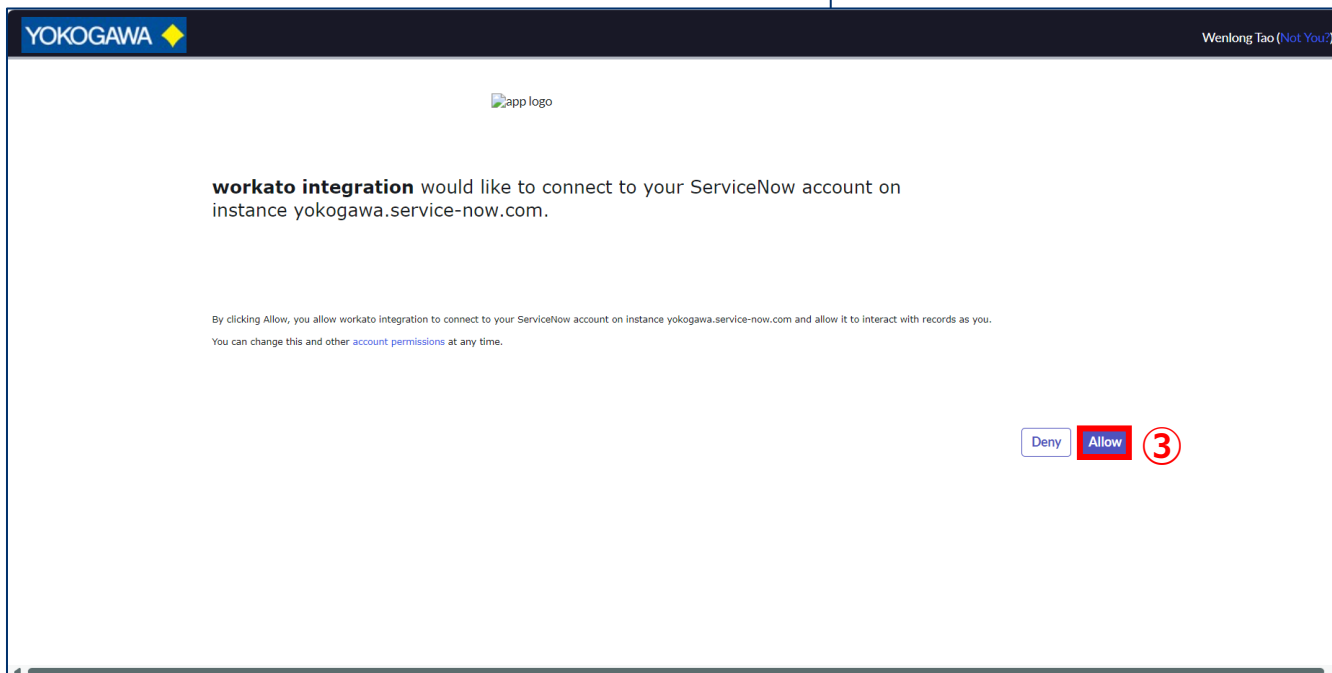 YOKOGAWA
Wenlong Tao (Not You?)
app logo
workato integration would like to connect to your ServiceNow account on
instance yokogawa.service-now.com.
By clicking Allow, you allow workato integration to connect to your ServiceNow account on instance yokogawa.service-now.com and allow it to interact with records as you.
You can change this and other account permissions at any time.
Deny Allow ③